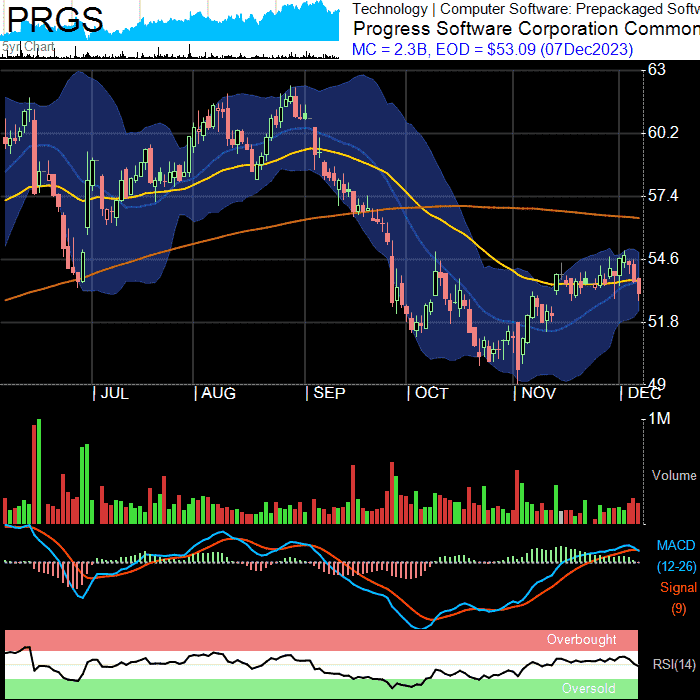 PRGS
Technology | Computer Software: Prepackaged Softw
Progress Software Corporation Common
MC = 2.3B, EOD = $53.09 (07Dec2023)
5yr Chart
63
60.2
57.4
54.6
51.8
49
| JUL | AUG | SEP | OCT | NOV | DEC
1M
Volume
MACD
(12-26)
Signal
(9)
Overbought
RSI(14)
Oversold